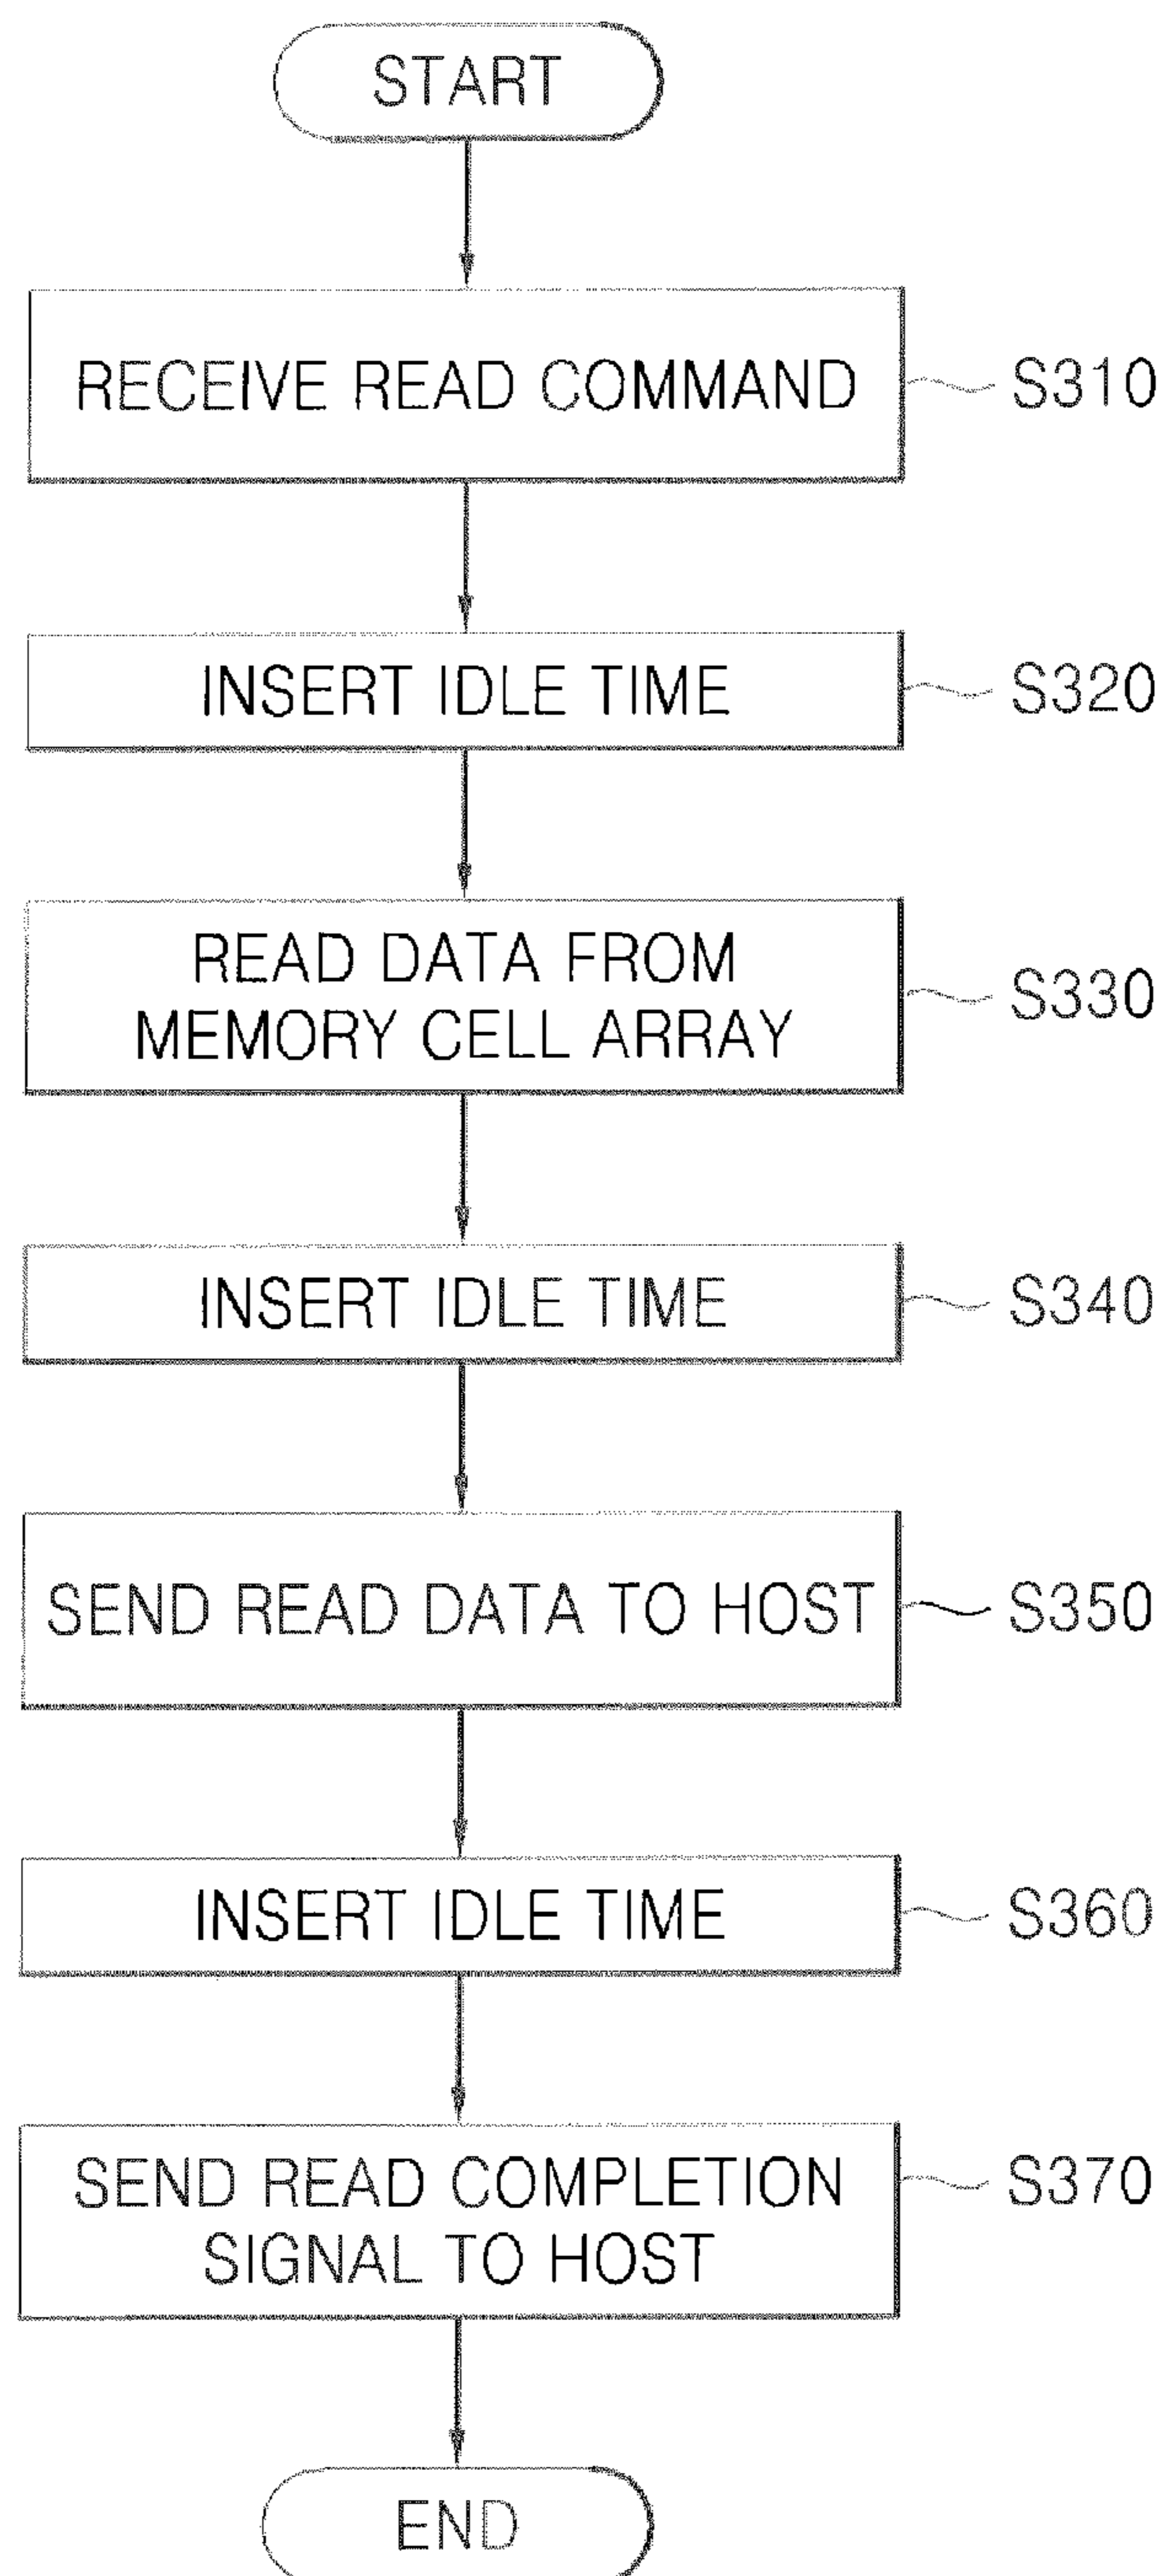 START
RECEIVE READ COMMAND
S310
INSERT IDLE TIME
S320
READ DATA FROM
MEMORY CELL ARRAY
S330
INSERT IDLE TIME
S340
SEND READ DATA TO HOST
S350
INSERT IDLE TIME
S360
SEND READ COMPLETION
SIGNAL TO HOST
S370
END